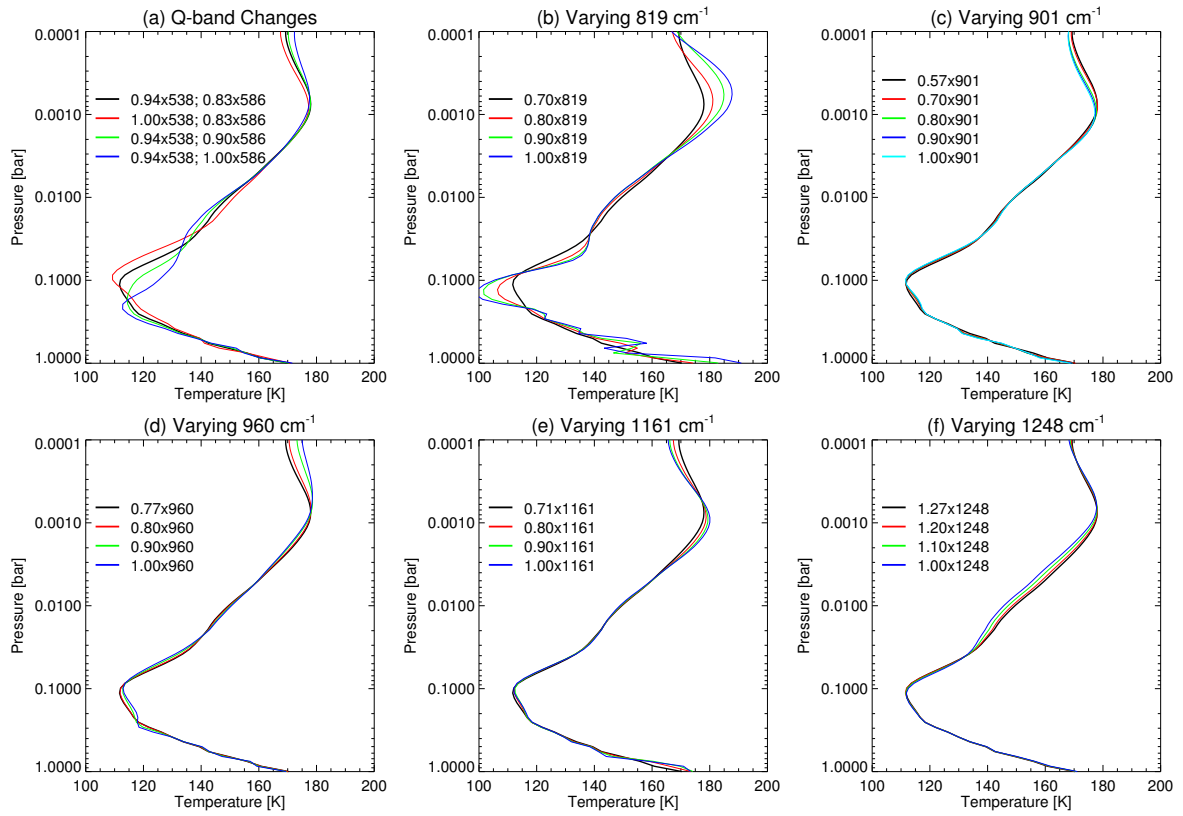 (a) Q-band Changes
0.0001
0.0010
0.0100
0.1000
1.0000
Pressure [bar]
0.94x538; 0.83x586
1.00x538; 0.83x586
0.94x538; 0.90x586
0.94x538; 1.00x586
100 120 140 160 180 200
Temperature [K]
(b) Varying 819 cm⁻¹
0.0001
0.0010
0.0100
0.1000
1.0000
Pressure [bar]
0.70x819
0.80x819
0.90x819
1.00x819
100 120 140 160 180 200
Temperature [K]
(c) Varying 901 cm⁻¹
0.0001
0.0010
0.0100
0.1000
1.0000
Pressure [bar]
0.57x901
0.70x901
0.80x901
0.90x901
1.00x901
100 120 140 160 180 200
Temperature [K]
(d) Varying 960 cm⁻¹
0.0001
0.0010
0.0100
0.1000
1.0000
Pressure [bar]
0.77x960
0.80x960
0.90x960
1.00x960
100 120 140 160 180 200
Temperature [K]
(e) Varying 1161 cm⁻¹
0.0001
0.0010
0.0100
0.1000
1.0000
Pressure [bar]
0.71x1161
0.80x1161
0.90x1161
1.00x1161
100 120 140 160 180 200
Temperature [K]
(f) Varying 1248 cm⁻¹
0.0001
0.0010
0.0100
0.1000
1.0000
Pressure [bar]
1.27x1248
1.20x1248
1.10x1248
1.00x1248
100 120 140 160 180 200
Temperature [K]